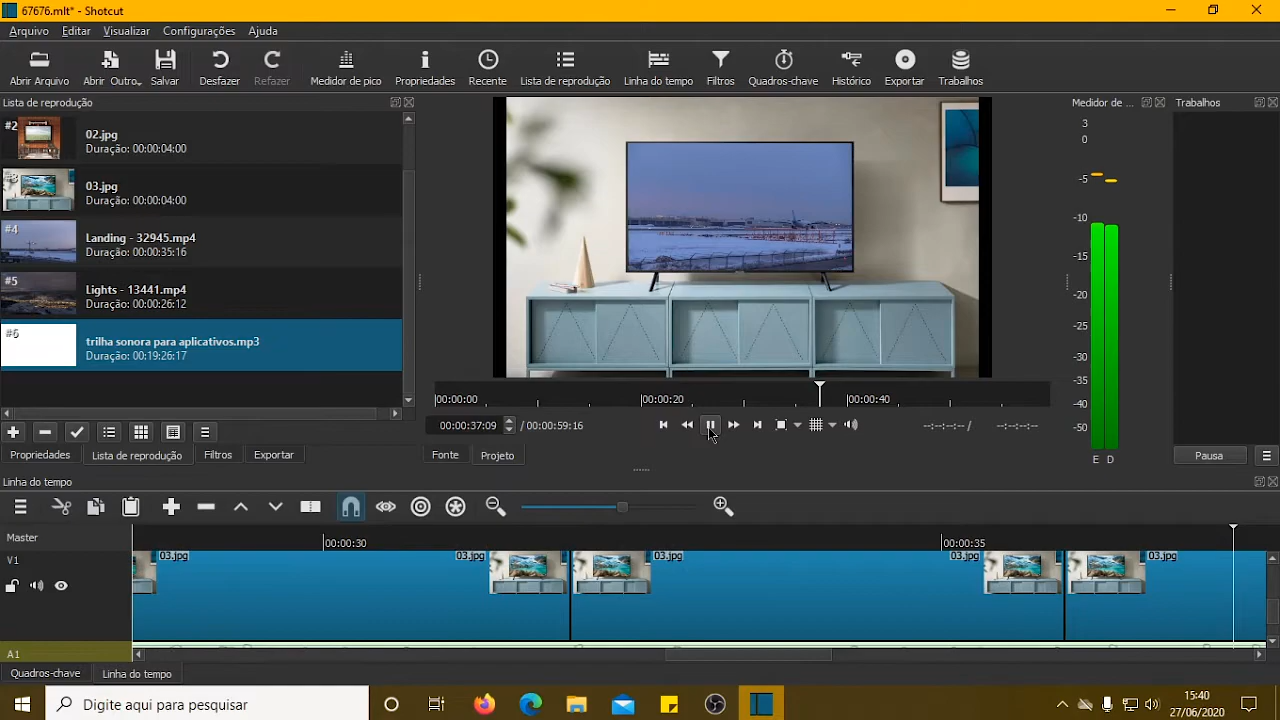 67676.mlt* - Shotcut
Arquivo Editar Visualizar Configurações Ajuda
Abrir Arquivo Abrir Outro.. Salvar Desfazer Refazer Medidor de pico Propriedades Recente Lista de reprodução Linha do tempo Filtros Quadros-chave Histórico Exportar Trabalhos
Lista de reprodução
#2
02.jpg
Duração: 00:00:04:00
03.jpg
Duração: 00:00:04:00
#4
Landing - 32945.mp4
Duração: 00:00:35:16
#5
Lights - 13441.mp4
Duração: 00:00:26:12
#6
trilha sonora para aplicativos.mp3
Duração: 00:19:26:17
Propriedades Lista de reprodução Filtros Exportar
00:00:00 00:00:20 00:00:40
00:00:37:09 / 00:00:59:16
--:--:--:-- / --:--:--:--
Fonte Projeto
Medidor de ...
3
0
-5
-10
-15
-20
-25
-30
-35
-40
-50
E D
Trabalhos
Pausa
Linha do tempo
Master
00:00:30 00:00:35
V1
03.jpg 03.jpg 03.jpg 03.jpg 03.jpg
A1
Quadros-chave Linha do tempo
Digite aqui para pesquisar
15:40
27/06/2020